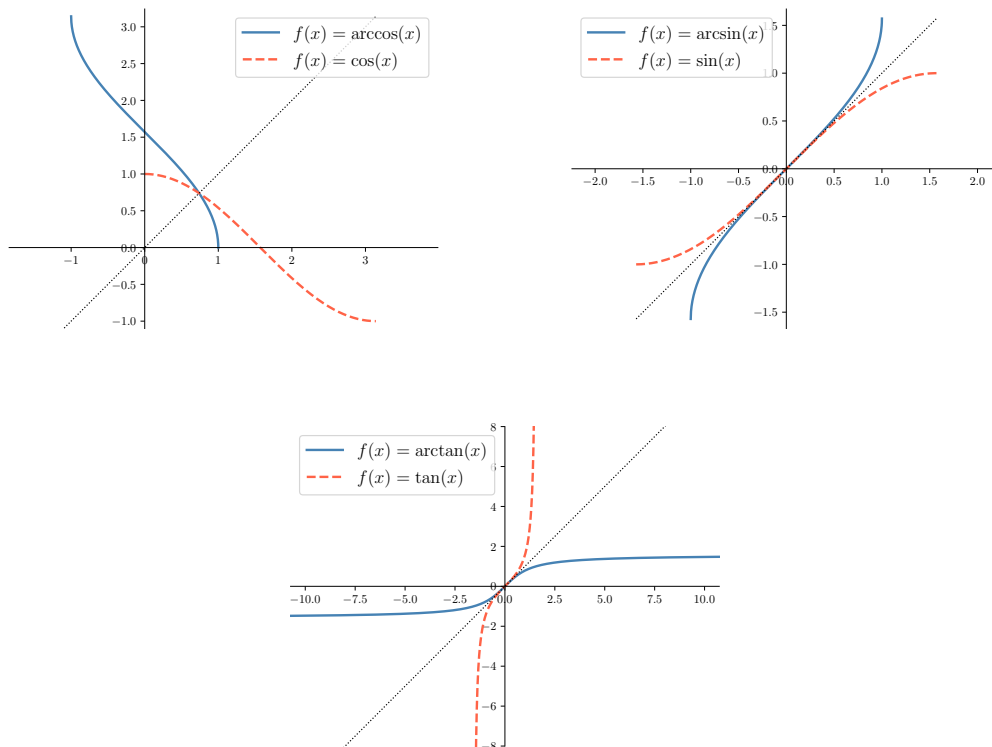 f(x) = arccos(x)
f(x) = cos(x)
3.0
2.5
2.0
1.5
1.0
0.5
0.0
−0.5
−1.0
−1 0 1 2 3
f(x) = arcsin(x)
f(x) = sin(x)
1.5
1.0
0.5
0.0
−0.5
−1.0
−1.5
−2.0 −1.5 −1.0 −0.5 0.0 0.5 1.0 1.5 2.0
f(x) = arctan(x)
f(x) = tan(x)
8
6
4
2
0
−2
−4
−6
−8
−10.0 −7.5 −5.0 −2.5 0.0 2.5 5.0 7.5 10.0